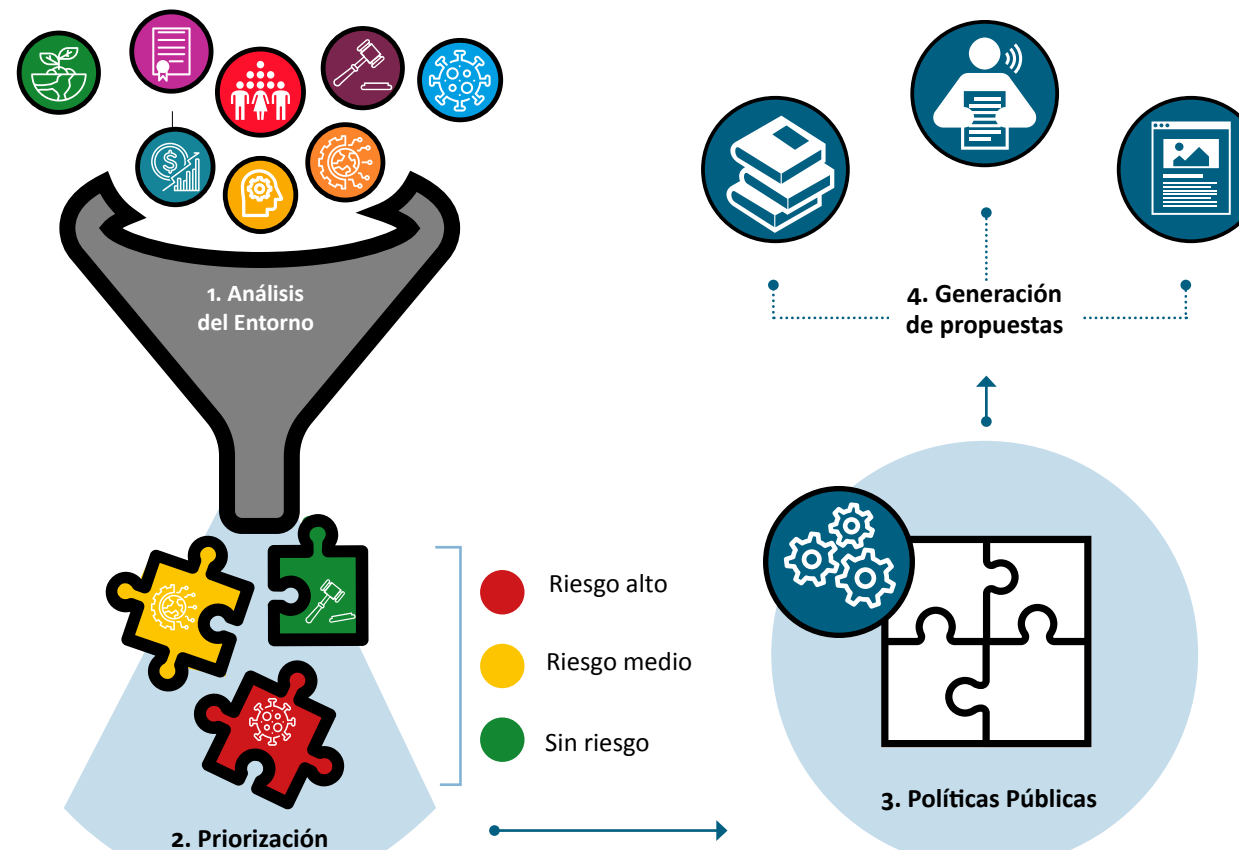 1. Análisis
del Entorno
Riesgo alto
Riesgo medio
Sin riesgo
2. Priorización
3. Políticas Públicas
4. Generación
de propuestas